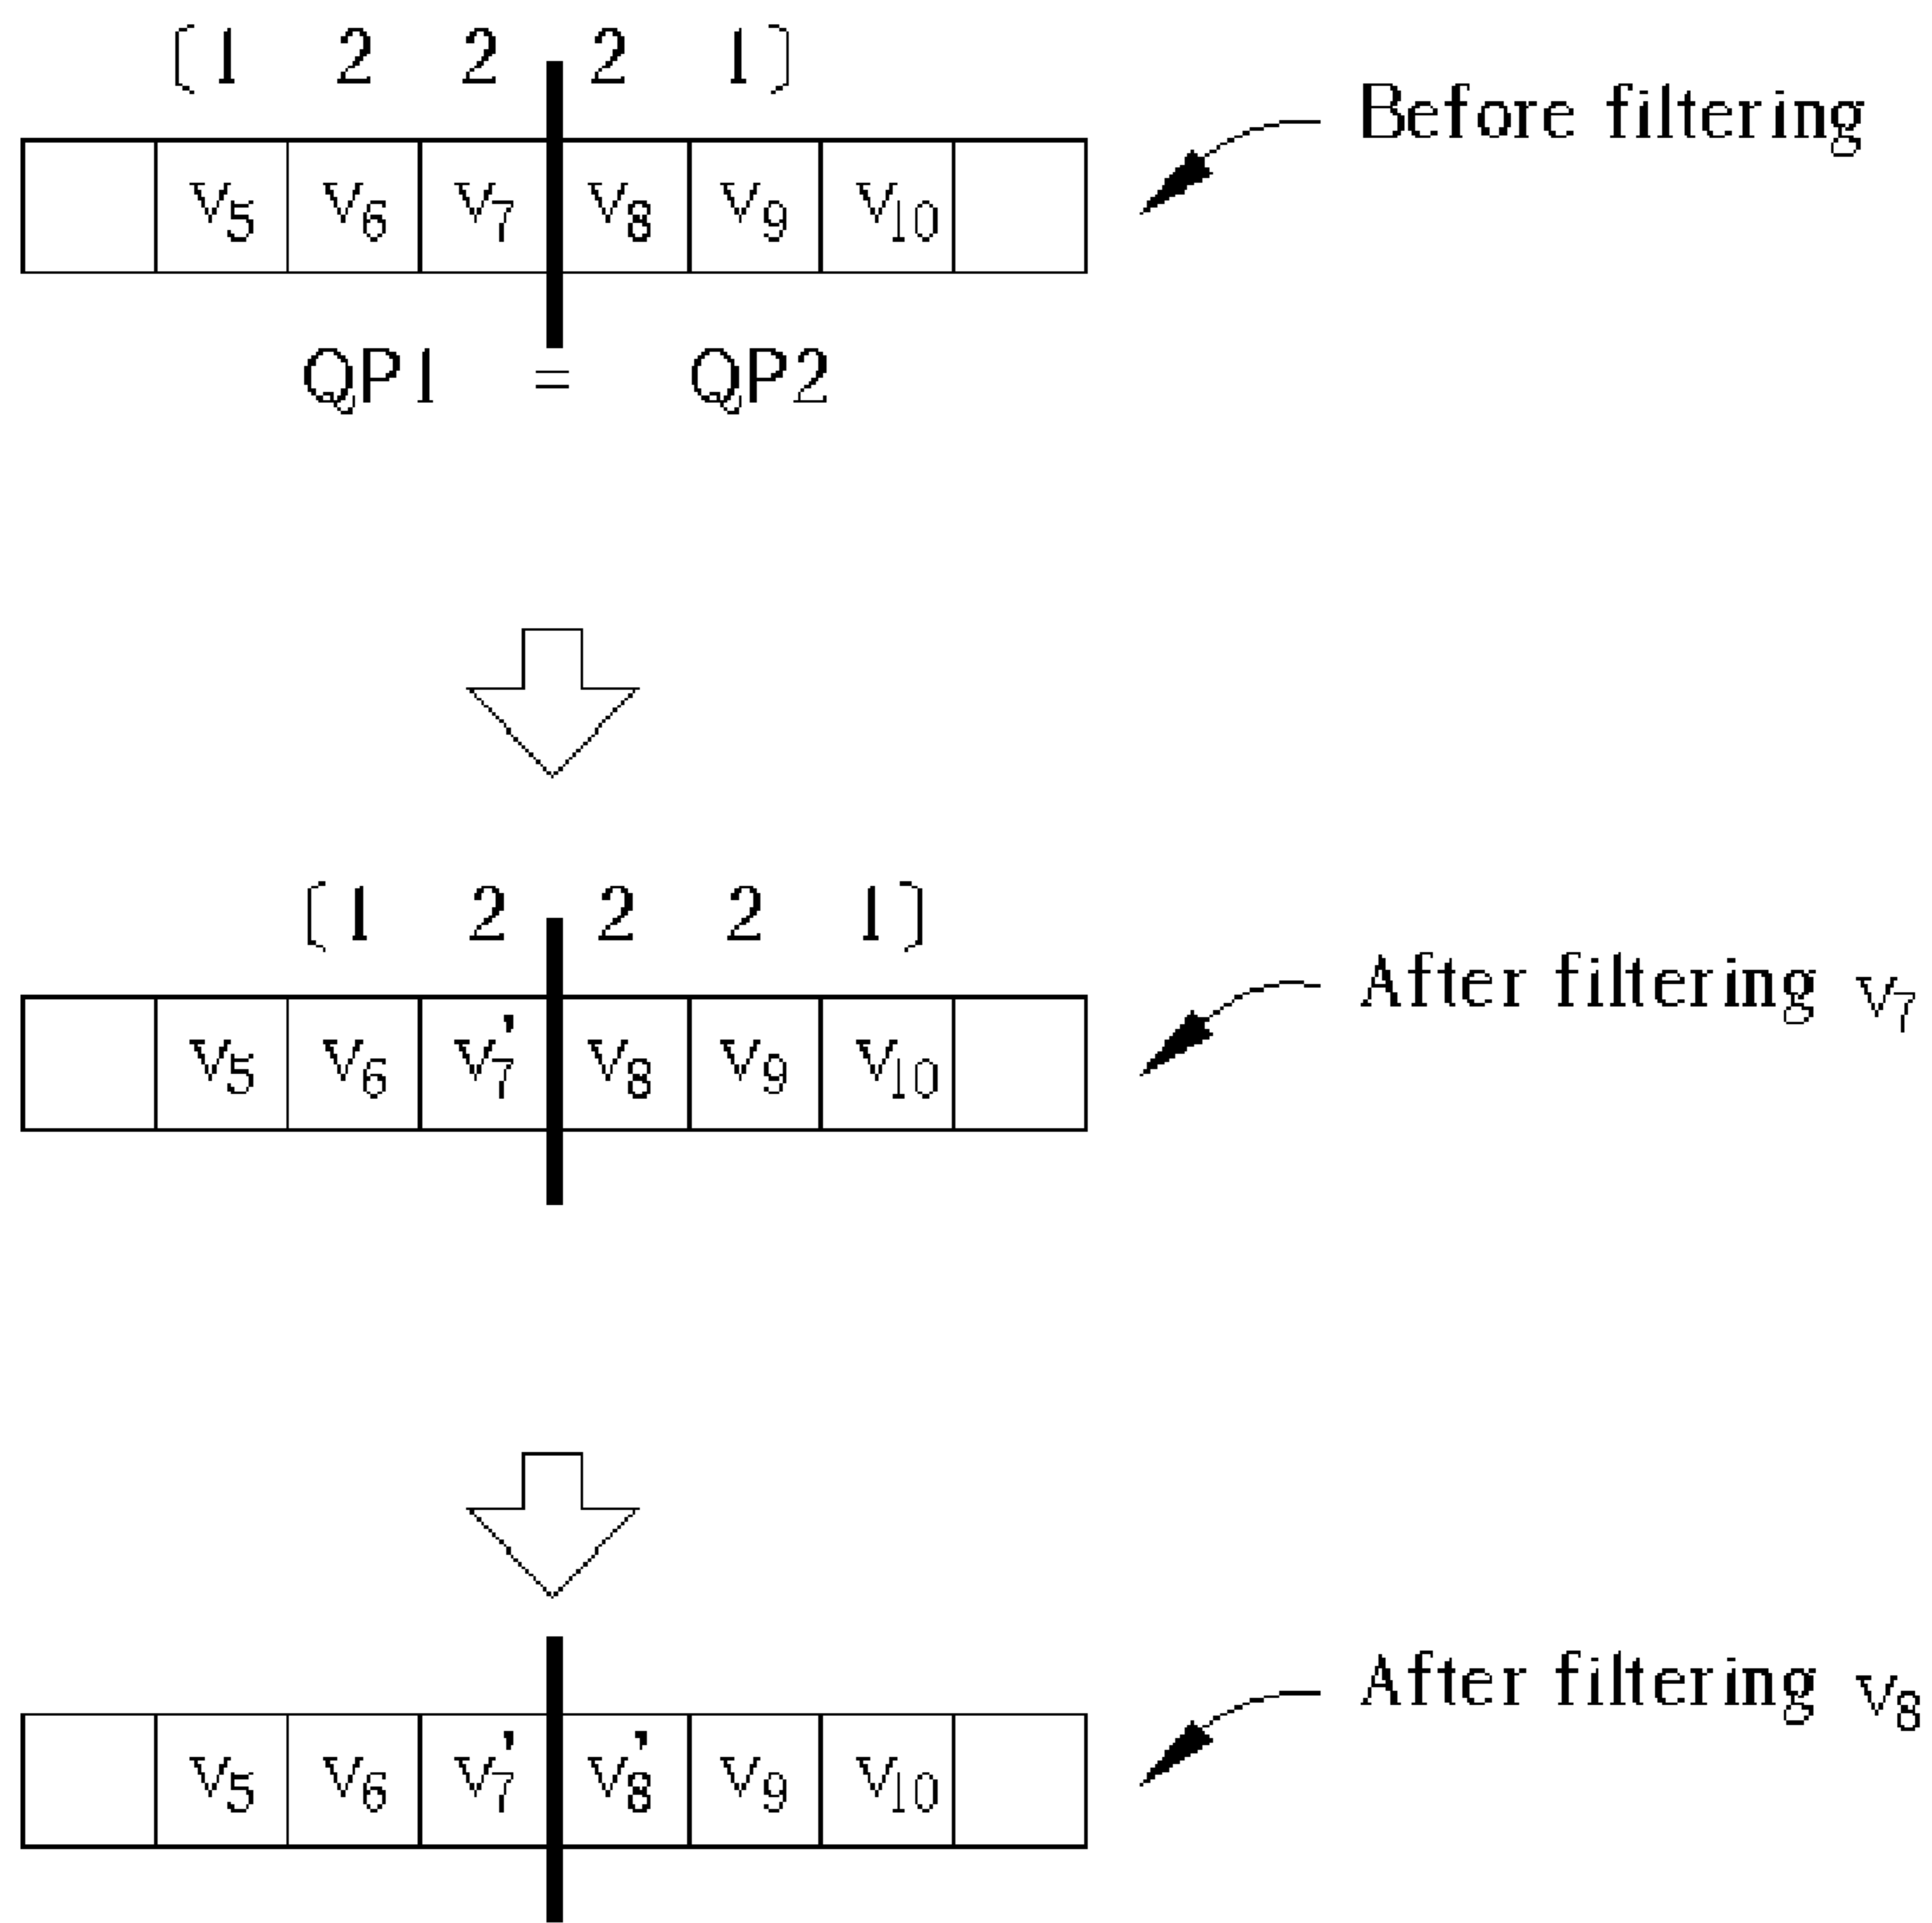 (1 2 2 2 1)
Before filtering
v5 v6 v7 v8 v9 v10
QP1 = QP2
(1 2 2 2 1)
After filtering v7
v5 v6 v7' v8 v9 v10
After filtering v8
v5 v6 v7' v8' v9 v10